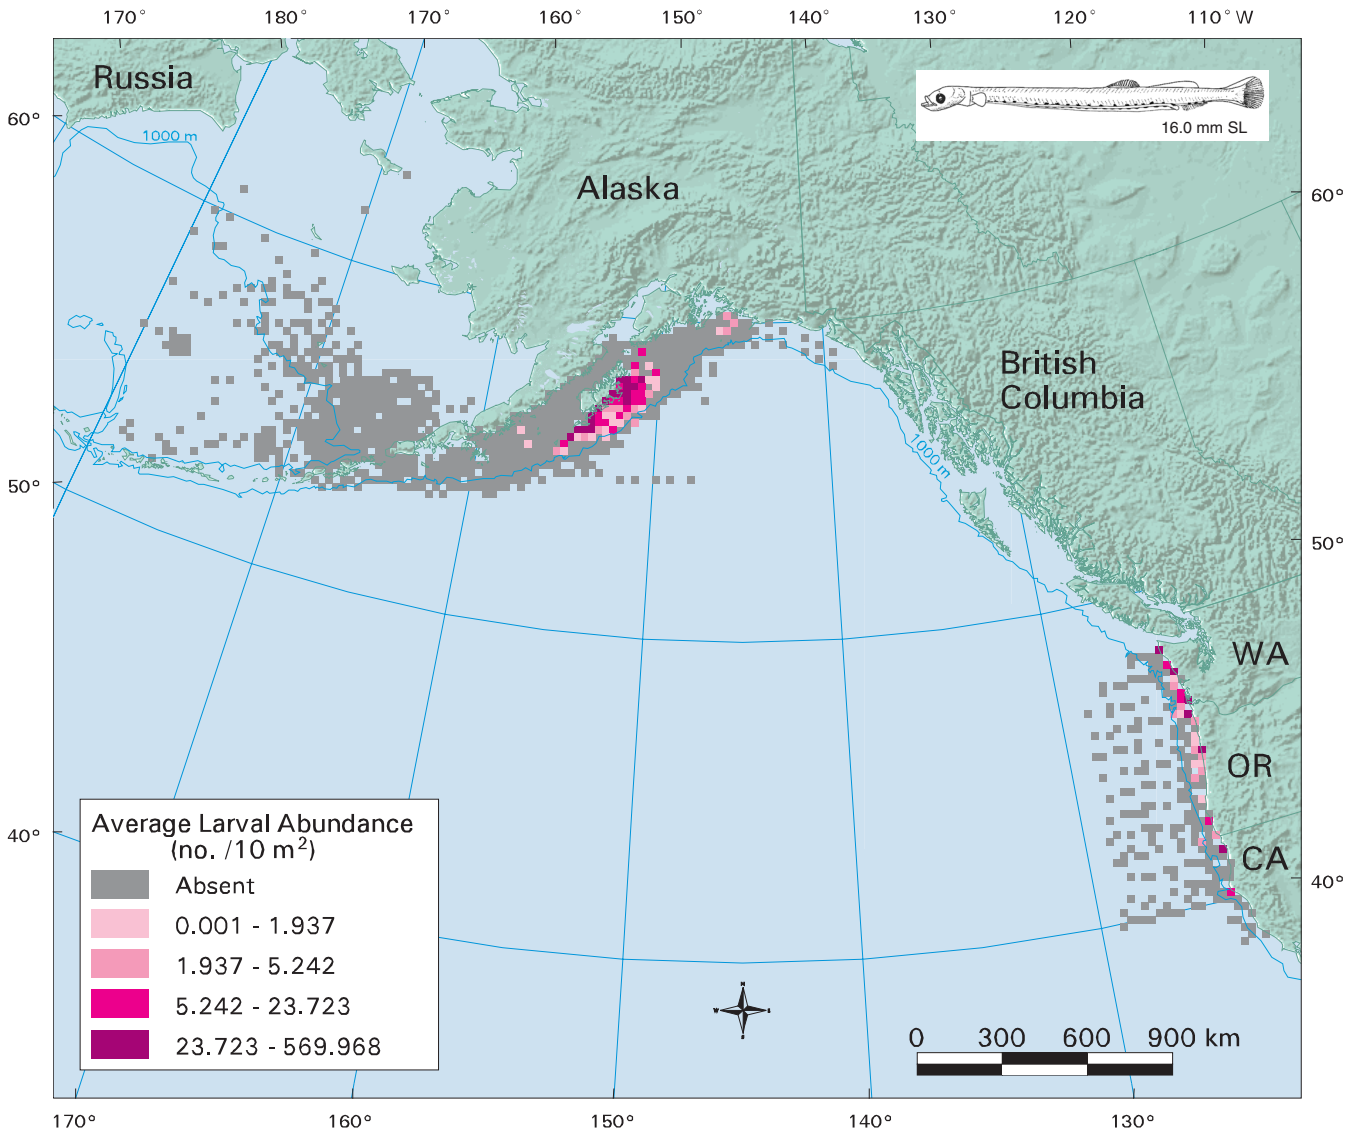 170°
180°
170°
160°
150°
140°
130°
120°
110° W
Russia
1000 m
60°
16.0 mm SL
Alaska
60°
British
Columbia
1000 m
50°
50°
WA
OR
CA
40°
40°
Average Larval Abundance
(no. /10 m²)
Absent
0.001 - 1.937
1.937 - 5.242
5.242 - 23.723
23.723 - 569.968
N
W
S
0 300 600 900 km
170°
160°
150°
140°
130°